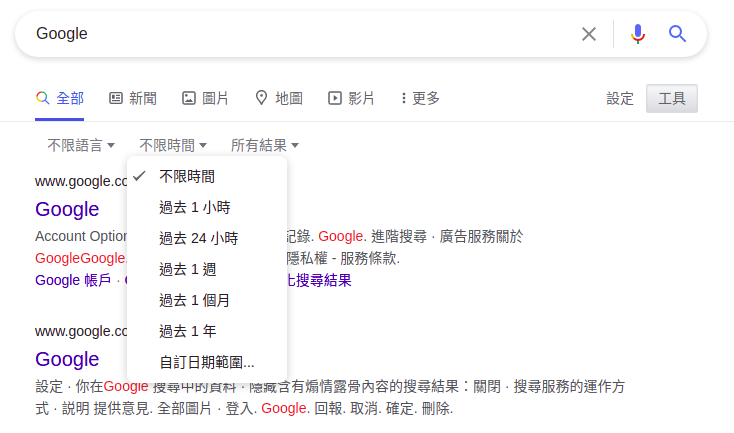 Google
全部 新聞 圖片 地圖 影片 更多 設定 工具
不限語言 不限時間 所有結果
不限時間
過去 1 小時
過去 24 小時
過去 1 週
過去 1 個月
過去 1 年
自訂日期範圍...
www.google.co
Google
Account Option 記錄. Google. 進階搜尋 · 廣告服務關於
GoogleGoogle. 隱私權 - 服務條款.
Google 帳戶 · 比搜尋結果
www.google.co
Google
設定 · 你在Google 搜尋中的資料 · 隱藏含有煽情露骨內容的搜尋結果：關閉 · 搜尋服務的運作方
式 · 説明 提供意見. 全部圖片 · 登入. Google. 回報. 取消. 確定. 刪除.